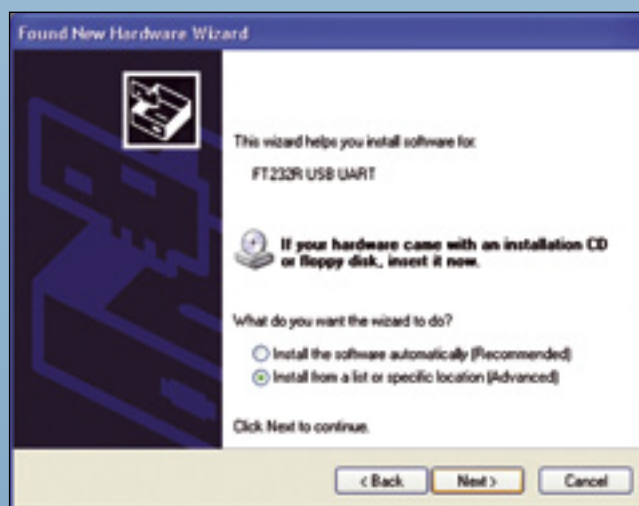 Found New Hardware Wizard
This wizard helps you install software for:
FT232R USB UART
If your hardware came with an installation CD
or floppy disk, insert it now.
What do you want the wizard to do?
Install the software automatically (Recommended)
Install from a list or specific location (Advanced)
Click Next to continue.
< Back Next > Cancel